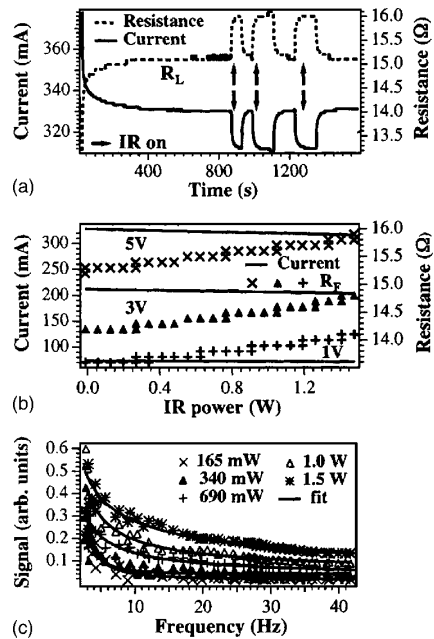 Resistance
Current
R_L
IR on
Current (mA)
360
340
320
16.0
15.5
15.0
14.5
14.0
13.5
Resistance (Ω)
0 400 800 1200
Time (s)
(a)
Current (mA)
300
250
200
150
100
5V
3V
1V
Current
R_F
16.0
15.0
14.0
Resistance (Ω)
0.0 0.4 0.8 1.2
IR power (W)
(b)
Signal (arb. units)
0.6
0.5
0.4
0.3
0.2
0.1
165 mW 1.0 W
340 mW 1.5 W
690 mW fit
10 20 30 40
Frequency (Hz)
(c)